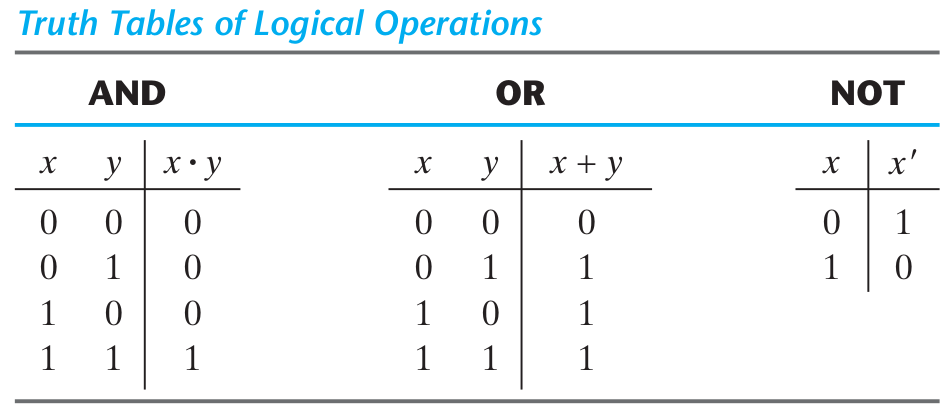 Truth Tables of Logical Operations
AND OR NOT
x y x · y x y x + y x x′
0 0 0 0 0 0 0 1
0 1 0 0 1 1 1 0
1 0 0 1 0 1
1 1 1 1 1 1